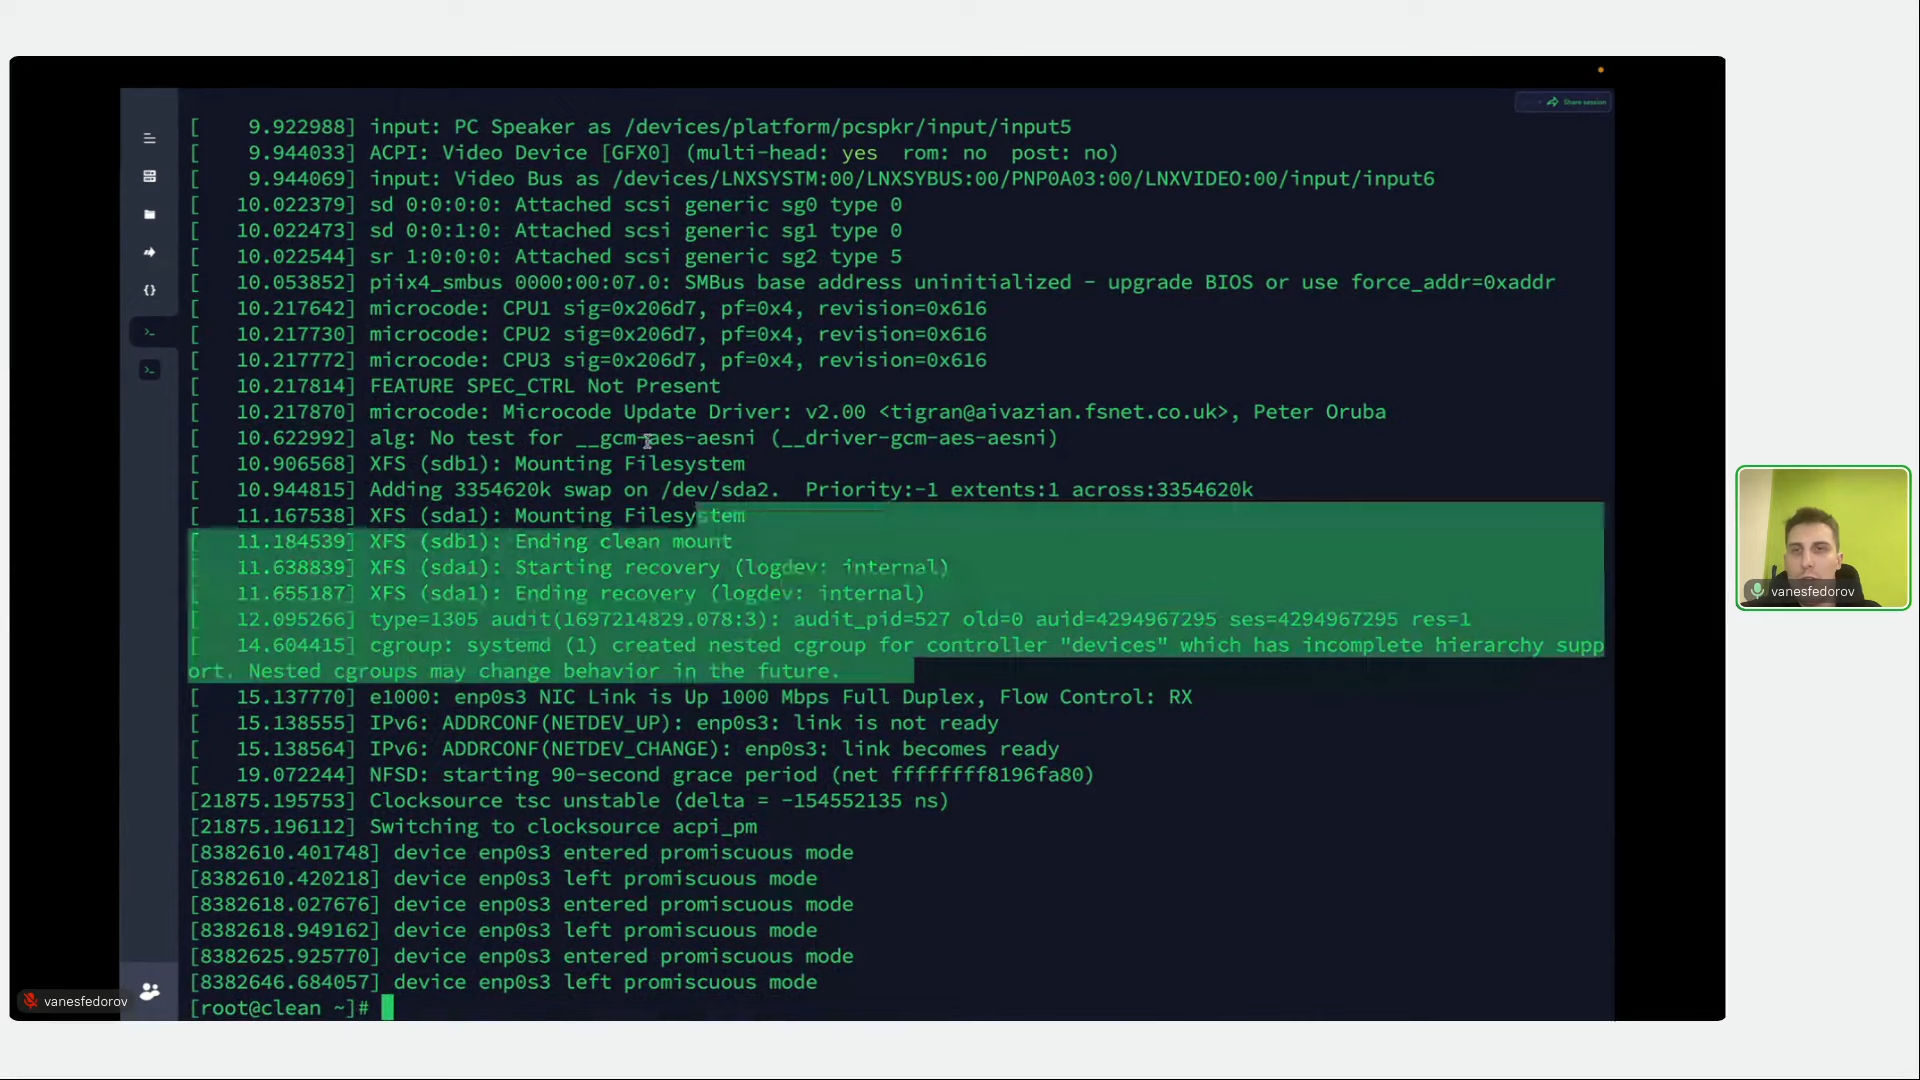 Share session
[    9.922988] input: PC Speaker as /devices/platform/pcspkr/input/input5
[    9.944033] ACPI: Video Device [GFX0] (multi-head: yes  rom: no  post: no)
[    9.944069] input: Video Bus as /devices/LNXSYSTM:00/LNXSYBUS:00/PNP0A03:00/LNXVIDEO:00/input/input6
[   10.022379] sd 0:0:0:0: Attached scsi generic sg0 type 0
[   10.022473] sd 0:0:1:0: Attached scsi generic sg1 type 0
[   10.022544] sr 1:0:0:0: Attached scsi generic sg2 type 5
[   10.053852] piix4_smbus 0000:00:07.0: SMBus base address uninitialized - upgrade BIOS or use force_addr=0xaddr
[   10.217642] microcode: CPU1 sig=0x206d7, pf=0x4, revision=0x616
[   10.217730] microcode: CPU2 sig=0x206d7, pf=0x4, revision=0x616
[   10.217772] microcode: CPU3 sig=0x206d7, pf=0x4, revision=0x616
[   10.217814] FEATURE SPEC_CTRL Not Present
[   10.217870] microcode: Microcode Update Driver: v2.00 <tigran@aivazian.fsnet.co.uk>, Peter Oruba
[   10.622992] alg: No test for __gcm-aes-aesni (__driver-gcm-aes-aesni)
[   10.906568] XFS (sdb1): Mounting Filesystem
[   10.944815] Adding 3354620k swap on /dev/sda2.  Priority:-1 extents:1 across:3354620k
[   11.167538] XFS (sda1): Mounting Filesystem
[   11.184539] XFS (sdb1): Ending clean mount
[   11.638839] XFS (sda1): Starting recovery (logdev: internal)
[   11.655187] XFS (sda1): Ending recovery (logdev: internal)
[   12.095266] type=1305 audit(1697214829.078:3): audit_pid=527 old=0 auid=4294967295 ses=4294967295 res=1
[   14.604415] cgroup: systemd (1) created nested cgroup for controller "devices" which has incomplete hierarchy supp
ort. Nested cgroups may change behavior in the future.
[   15.137770] e1000: enp0s3 NIC Link is Up 1000 Mbps Full Duplex, Flow Control: RX
[   15.138555] IPv6: ADDRCONF(NETDEV_UP): enp0s3: link is not ready
[   15.138564] IPv6: ADDRCONF(NETDEV_CHANGE): enp0s3: link becomes ready
[   19.072244] NFSD: starting 90-second grace period (net ffffffff8196fa80)
[21875.195753] Clocksource tsc unstable (delta = -154552135 ns)
[21875.196112] Switching to clocksource acpi_pm
[8382610.401748] device enp0s3 entered promiscuous mode
[8382610.420218] device enp0s3 left promiscuous mode
[8382618.027676] device enp0s3 entered promiscuous mode
[8382618.949162] device enp0s3 left promiscuous mode
[8382625.925770] device enp0s3 entered promiscuous mode
[8382646.684057] device enp0s3 left promiscuous mode
[root@clean ~]#
vanesfedorov
vanesfedorov